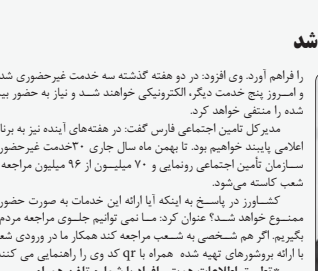 شد
را فراهم آورد. وی افزود: در دو هفته گذشته سه خدمت غیرحضوری شد
و امـروز پنج خدمت دیگر، الکترونیکی خواهند شـد و نیاز به حضور بیـ
شده را منتفی خواهد کرد.
مدیرکل تامین اجتماعی فارس گفت: در هفته‌های آینده نیز به برنا
اعلامی پایبند خواهیم بود. تا بهمن ماه سال جاری ۳۰خدمت غیرحضور
سـازمان تأمین اجتماعی رونمایی و ۷۰ میلیـون از ۹۶ میلیون مراجعه
شعب کاسته می‌شود.
کشـاورز در پاسـخ به اینکه آیا ارائه این خدمات به صورت حضور
ممنـوع خواهد شـد؟ عنوان کرد: مـا نمی توانیم جلـوی مراجعه مردم
بگیریم. اگر هم شـخصی به شـعب مراجعه کند همکار ما در ورودی شعـ
با ارائه بروشورهای تهیه شده همراه با qr کد وی را راهنمایی می کنند